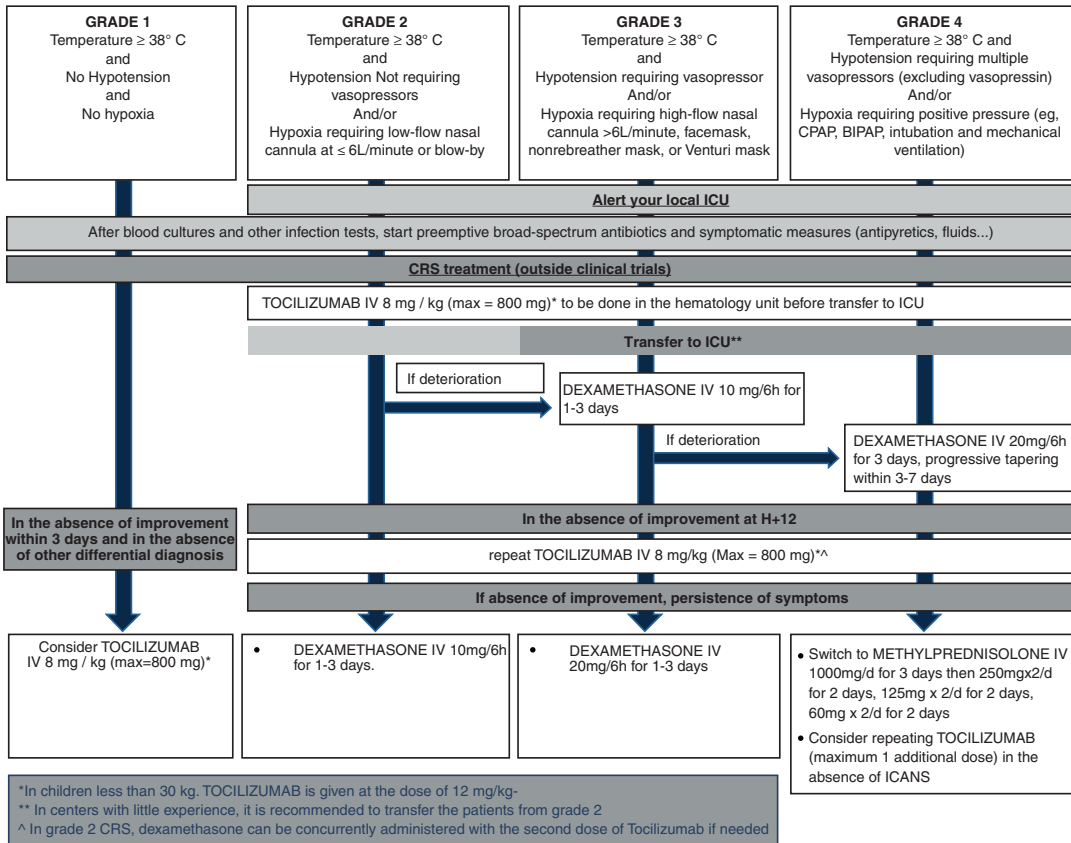 GRADE 1
Temperature ≥ 38° C
and
No Hypotension
and
No hypoxia
GRADE 2
Temperature ≥ 38° C
and
Hypotension Not requiring
vasopressors
And/or
Hypoxia requiring low-flow nasal
cannula at ≤ 6L/minute or blow-by
GRADE 3
Temperature ≥ 38° C
and
Hypotension requiring vasopressor
And/or
Hypoxia requiring high-flow nasal
cannula >6L/minute, facemask,
nonrebreather mask, or Venturi mask
GRADE 4
Temperature ≥ 38° C and
Hypotension requiring multiple
vasopressors (excluding vasopressin)
And/or
Hypoxia requiring positive pressure (eg,
CPAP, BIPAP, intubation and mechanical
ventilation)
Alert your local ICU
After blood cultures and other infection tests, start preemptive broad-spectrum antibiotics and symptomatic measures (antipyretics, fluids...)
CRS treatment (outside clinical trials)
TOCILIZUMAB IV 8 mg / kg (max = 800 mg)* to be done in the hematology unit before transfer to ICU
Transfer to ICU**
If deterioration
DEXAMETHASONE IV 10 mg/6h for
1-3 days
If deterioration
DEXAMETHASONE IV 20mg/6h
for 3 days, progressive tapering
within 3-7 days
In the absence of improvement
within 3 days and in the absence
of other differential diagnosis
In the absence of improvement at H+12
repeat TOCILIZUMAB IV 8 mg/kg (Max = 800 mg)*^
If absence of improvement, persistence of symptoms
Consider TOCILIZUMAB
IV 8 mg / kg (max=800 mg)*
• DEXAMETHASONE IV 10mg/6h
for 1-3 days.
• DEXAMETHASONE IV
20mg/6h for 1-3 days
• Switch to METHYLPREDNISOLONE IV
1000mg/d for 3 days then 250mgx2/d
for 2 days, 125mg x 2/d for 2 days,
60mg x 2/d for 2 days
• Consider repeating TOCILIZUMAB
(maximum 1 additional dose) in the
absence of ICANS
*In children less than 30 kg. TOCILIZUMAB is given at the dose of 12 mg/kg-
** In centers with little experience, it is recommended to transfer the patients from grade 2
^ In grade 2 CRS, dexamethasone can be concurrently administered with the second dose of Tocilizumab if needed